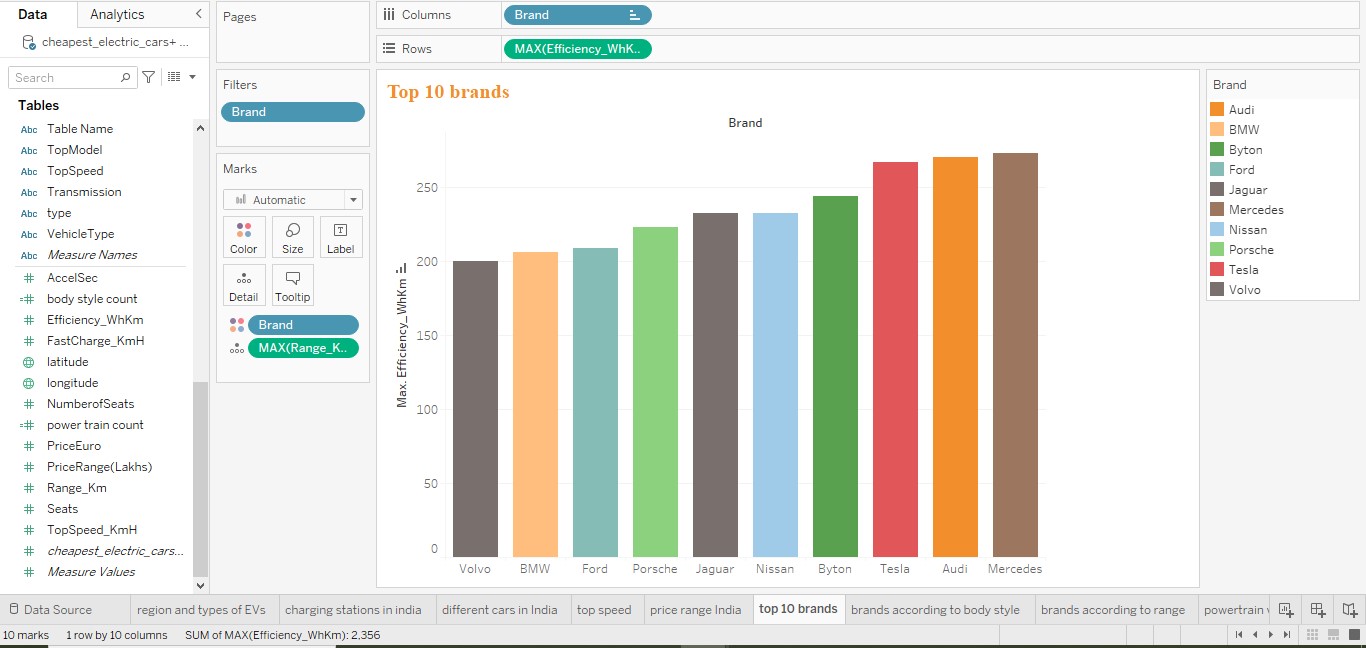 Data
Analytics
cheapest_electric_cars+ ...
Search
Tables
Abc Table Name
Abc TopModel
Abc TopSpeed
Abc Transmission
Abc type
Abc VehicleType
Abc Measure Names
# AccelSec
=# body style count
# Efficiency_WhKm
# FastCharge_KmH
latitude
longitude
# NumberofSeats
=# power train count
# PriceEuro
# PriceRange(Lakhs)
# Range_Km
# Seats
# TopSpeed_KmH
# cheapest_electric_cars...
# Measure Values
Pages
Filters
Brand
Marks
Automatic
Color
Size
Label
Detail
Tooltip
Brand
MAX(Range_K..
Columns
Brand
Rows
MAX(Efficiency_WhK..
Top 10 brands
Brand
Max. Efficiency_WhKm
250
200
150
100
50
0
Volvo BMW Ford Porsche Jaguar Nissan Byton Tesla Audi Mercedes
Brand
Audi
BMW
Byton
Ford
Jaguar
Mercedes
Nissan
Porsche
Tesla
Volvo
Data Source
region and types of EVs
charging stations in india
different cars in India
top speed
price range India
top 10 brands
brands according to body style
brands according to range
powertrain
10 marks
1 row by 10 columns
SUM of MAX(Efficiency_WhKm): 2,356